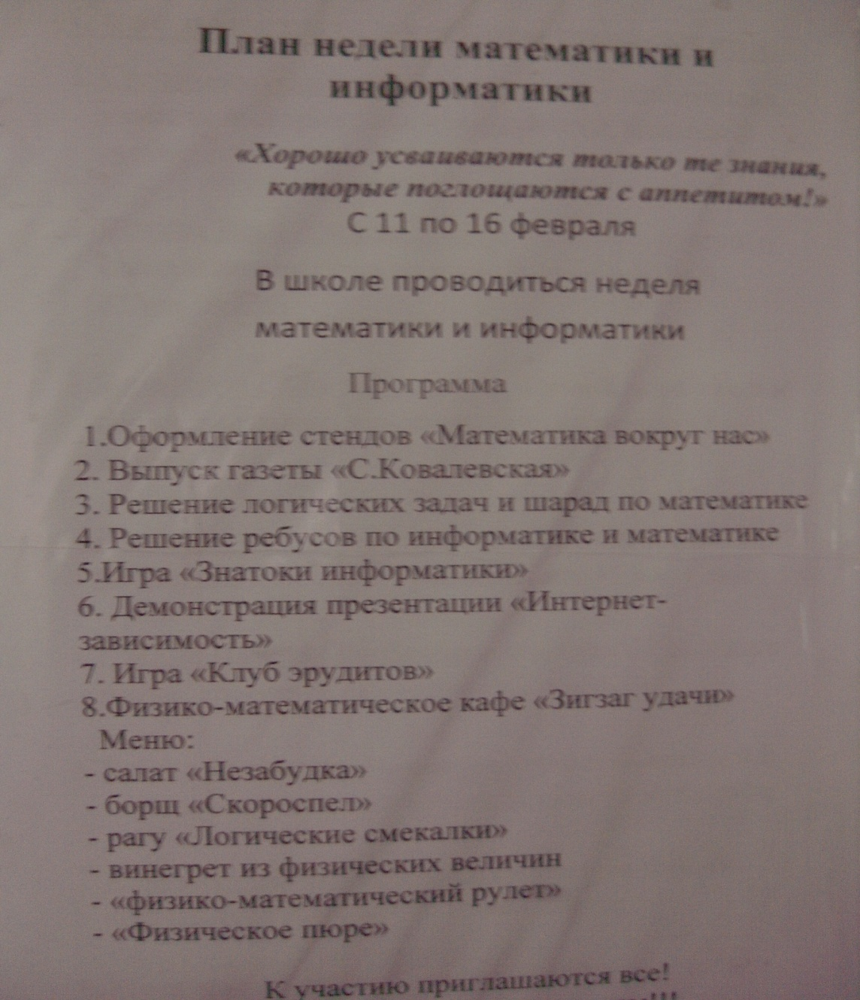 План недели математики и
информатики
«Хорошо усваиваются только те знания,
которые поглощаются с аппетитом!»
С 11 по 16 февраля
В школе проводиться неделя
математики и информатики
Программа
1.Оформление стендов «Математика вокруг нас»
2. Выпуск газеты «С.Ковалевская»
3. Решение логических задач и шарад по математике
4. Решение ребусов по информатике и математике
5.Игра «Знатоки информатики»
6. Демонстрация презентации «Интернет-
зависимость»
7. Игра «Клуб эрудитов»
8.Физико-математическое кафе «Зигзаг удачи»
Меню:
- салат «Незабудка»
- борщ «Скороспел»
- рагу «Логические смекалки»
- винегрет из физических величин
- «физико-математический рулет»
- «Физическое пюре»
К участию приглашаются все!